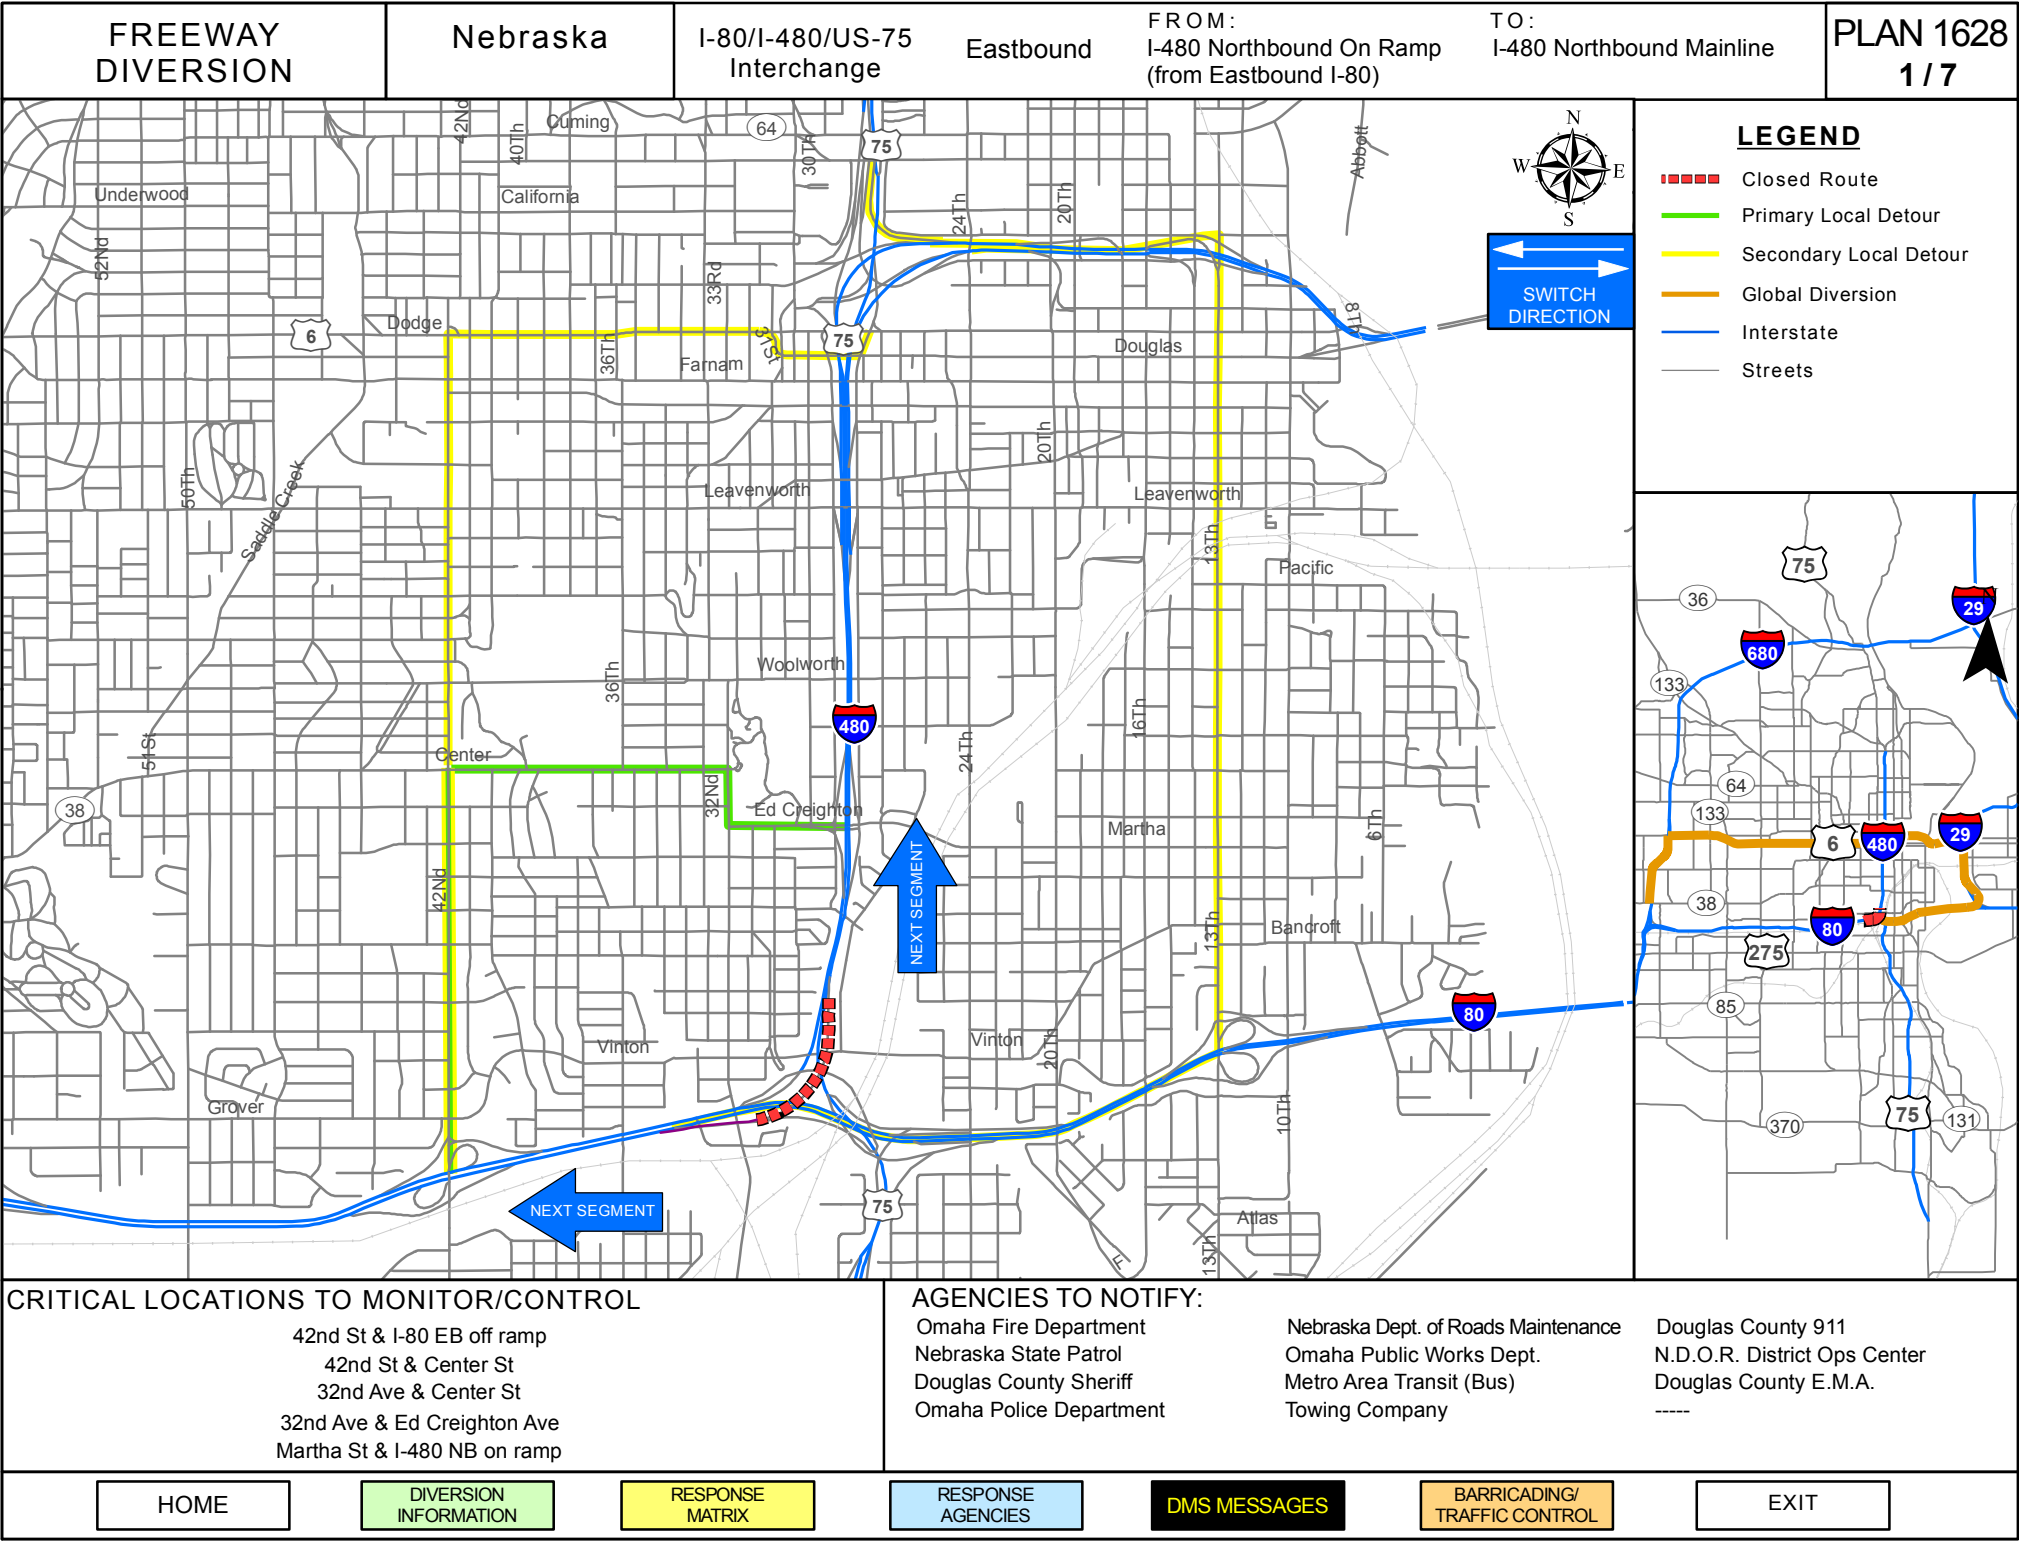 FREEWAY
DIVERSION
Nebraska
I-80/I-480/US-75
Interchange
Eastbound
FROM:
I-480 Northbound On Ramp
(from Eastbound I-80)
TO:
I-480 Northbound Mainline
PLAN 1628
1 / 7
42Nd
40Th
Cuming
64
30Th
75
Abbott
N
W
E
S
Underwood
California
24Th
20Th
52Nd
33Rd
SWITCH
DIRECTION
6
Dodge
36Th
31St
75
8Th
Farnam
Douglas
50Th
Saddle Creek
20Th
Leavenworth
Leavenworth
13Th
Pacific
Woolworth
36Th
480
16Th
24Th
51St
Center
38
32Nd
Ed Creighton
Martha
6Th
42Nd
NEXT SEGMENT
13Th
Bancroft
80
Vinton
Vinton
20Th
Grover
10Th
NEXT SEGMENT
75
Atlas
13Th
F
LEGEND
Closed Route
Primary Local Detour
Secondary Local Detour
Global Diversion
Interstate
Streets
75
36
29
N
680
133
64
133
6
480
29
38
80
275
85
75
131
370
CRITICAL LOCATIONS TO MONITOR/CONTROL
42nd St & I-80 EB off ramp
42nd St & Center St
32nd Ave & Center St
32nd Ave & Ed Creighton Ave
Martha St & I-480 NB on ramp
AGENCIES TO NOTIFY:
Omaha Fire Department
Nebraska State Patrol
Douglas County Sheriff
Omaha Police Department
Nebraska Dept. of Roads Maintenance
Omaha Public Works Dept.
Metro Area Transit (Bus)
Towing Company
Douglas County 911
N.D.O.R. District Ops Center
Douglas County E.M.A.
-----
HOME
DIVERSION
INFORMATION
RESPONSE
MATRIX
RESPONSE
AGENCIES
DMS MESSAGES
BARRICADING/
TRAFFIC CONTROL
EXIT